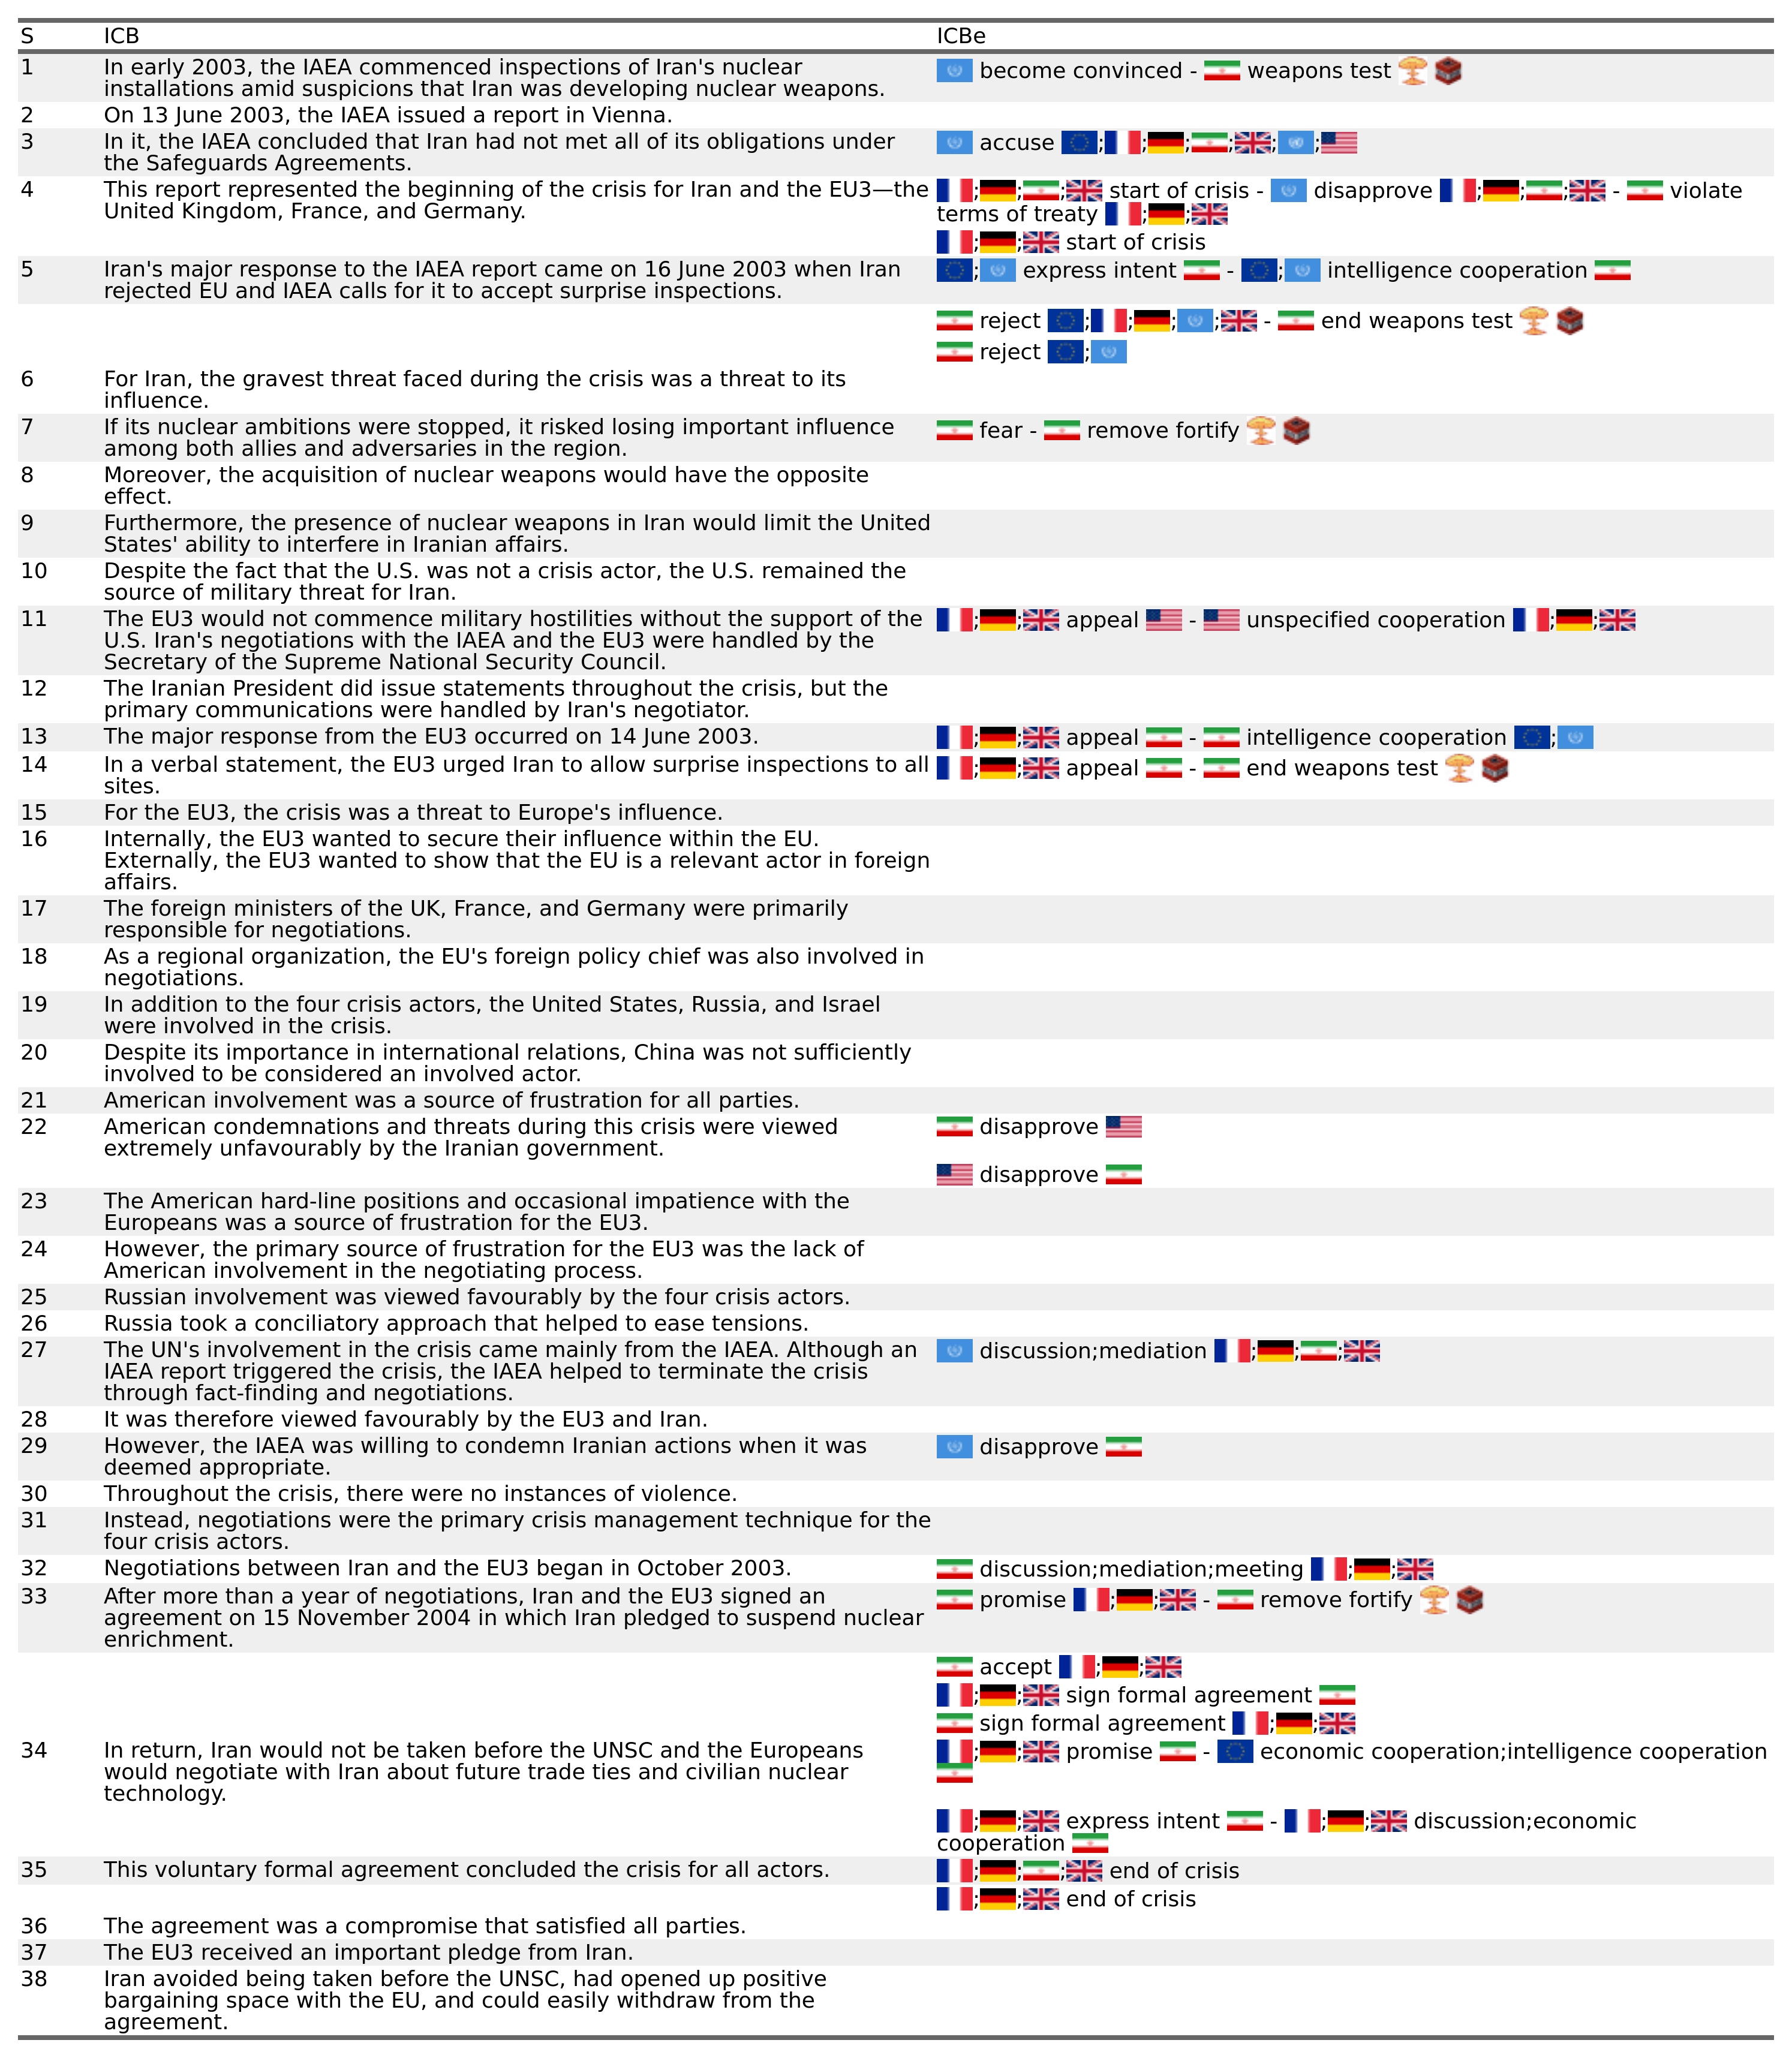 S ICB ICBe
1 In early 2003, the IAEA commenced inspections of Iran's nuclear become convinced - weapons test
installations amid suspicions that Iran was developing nuclear weapons.
2 On 13 June 2003, the IAEA issued a report in Vienna.
3 In it, the IAEA concluded that Iran had not met all of its obligations under accuse ; ; ; ; ; ;
the Safeguards Agreements.
4 This report represented the beginning of the crisis for Iran and the EU3—the ; ; ; start of crisis - disapprove ; ; ; - violate
United Kingdom, France, and Germany. terms of treaty ; ;
; ; start of crisis
5 Iran's major response to the IAEA report came on 16 June 2003 when Iran ; express intent - ; intelligence cooperation
rejected EU and IAEA calls for it to accept surprise inspections.
reject ; ; ; ; - end weapons test
reject ;
6 For Iran, the gravest threat faced during the crisis was a threat to its
influence.
7 If its nuclear ambitions were stopped, it risked losing important influence fear - remove fortify
among both allies and adversaries in the region.
8 Moreover, the acquisition of nuclear weapons would have the opposite
effect.
9 Furthermore, the presence of nuclear weapons in Iran would limit the United
States' ability to interfere in Iranian affairs.
10 Despite the fact that the U.S. was not a crisis actor, the U.S. remained the
source of military threat for Iran.
11 The EU3 would not commence military hostilities without the support of the ; ; appeal - unspecified cooperation ; ;
U.S. Iran's negotiations with the IAEA and the EU3 were handled by the
Secretary of the Supreme National Security Council.
12 The Iranian President did issue statements throughout the crisis, but the
primary communications were handled by Iran's negotiator.
13 The major response from the EU3 occurred on 14 June 2003. ; ; appeal - intelligence cooperation ;
14 In a verbal statement, the EU3 urged Iran to allow surprise inspections to all ; ; appeal - end weapons test
sites.
15 For the EU3, the crisis was a threat to Europe's influence.
16 Internally, the EU3 wanted to secure their influence within the EU.
Externally, the EU3 wanted to show that the EU is a relevant actor in foreign
affairs.
17 The foreign ministers of the UK, France, and Germany were primarily
responsible for negotiations.
18 As a regional organization, the EU's foreign policy chief was also involved in
negotiations.
19 In addition to the four crisis actors, the United States, Russia, and Israel
were involved in the crisis.
20 Despite its importance in international relations, China was not sufficiently
involved to be considered an involved actor.
21 American involvement was a source of frustration for all parties.
22 American condemnations and threats during this crisis were viewed disapprove
extremely unfavourably by the Iranian government.
disapprove
23 The American hard-line positions and occasional impatience with the
Europeans was a source of frustration for the EU3.
24 However, the primary source of frustration for the EU3 was the lack of
American involvement in the negotiating process.
25 Russian involvement was viewed favourably by the four crisis actors.
26 Russia took a conciliatory approach that helped to ease tensions.
27 The UN's involvement in the crisis came mainly from the IAEA. Although an discussion;mediation ; ; ;
IAEA report triggered the crisis, the IAEA helped to terminate the crisis
through fact-finding and negotiations.
28 It was therefore viewed favourably by the EU3 and Iran.
29 However, the IAEA was willing to condemn Iranian actions when it was disapprove
deemed appropriate.
30 Throughout the crisis, there were no instances of violence.
31 Instead, negotiations were the primary crisis management technique for the
four crisis actors.
32 Negotiations between Iran and the EU3 began in October 2003. discussion;mediation;meeting ; ;
33 After more than a year of negotiations, Iran and the EU3 signed an promise ; ; - remove fortify
agreement on 15 November 2004 in which Iran pledged to suspend nuclear
enrichment.
accept ; ;
; ; sign formal agreement
sign formal agreement ; ;
34 In return, Iran would not be taken before the UNSC and the Europeans ; ; promise - economic cooperation;intelligence cooperation
would negotiate with Iran about future trade ties and civilian nuclear
technology.
; ; express intent - ; ; discussion;economic
cooperation
35 This voluntary formal agreement concluded the crisis for all actors. ; ; ; end of crisis
; ; end of crisis
36 The agreement was a compromise that satisfied all parties.
37 The EU3 received an important pledge from Iran.
38 Iran avoided being taken before the UNSC, had opened up positive
bargaining space with the EU, and could easily withdraw from the
agreement.